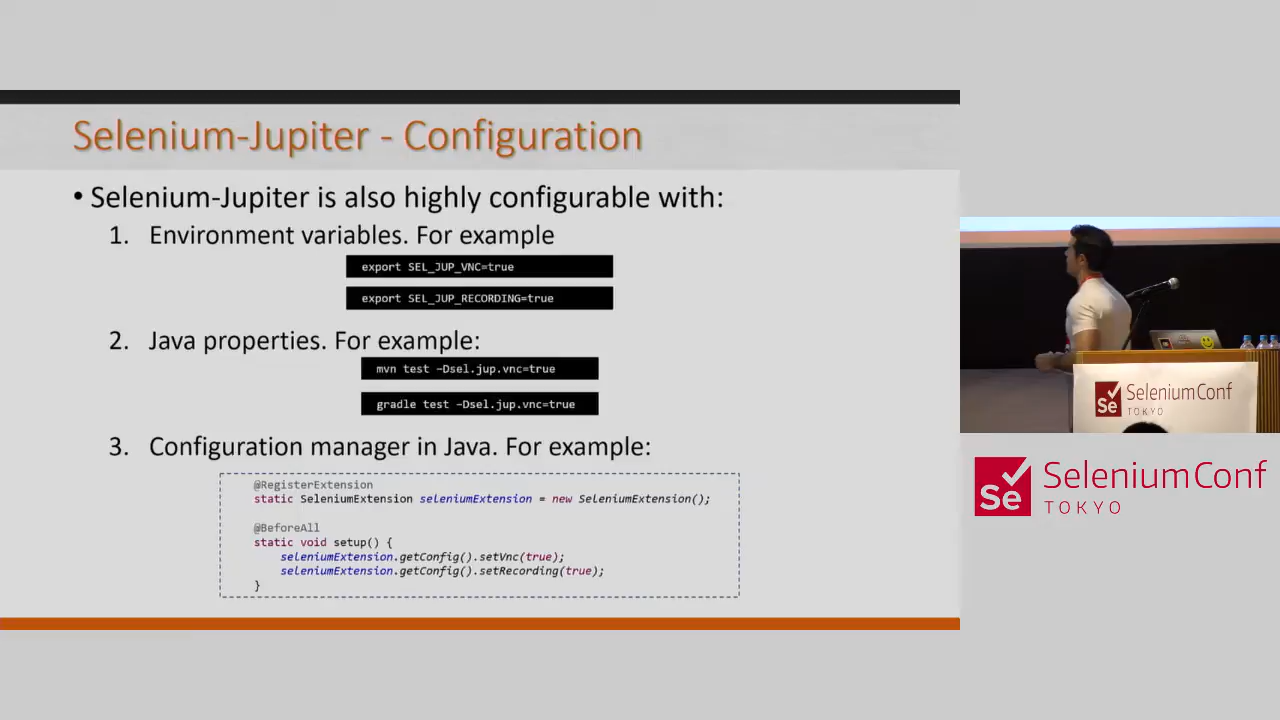 Selenium-Jupiter - Configuration
• Selenium-Jupiter is also highly configurable with:
1. Environment variables. For example
export SEL_JUP_VNC=true
export SEL_JUP_RECORDING=true
2. Java properties. For example:
mvn test –Dsel.jup.vnc=true
gradle test –Dsel.jup.vnc=true
3. Configuration manager in Java. For example:
@RegisterExtension
static SeleniumExtension seleniumExtension = new SeleniumExtension();
@BeforeAll
static void setup() {
seleniumExtension.getConfig().setVnc(true);
seleniumExtension.getConfig().setRecording(true);
}
Se SeleniumConf
TOKYO
Se SeleniumConf
TOKYO